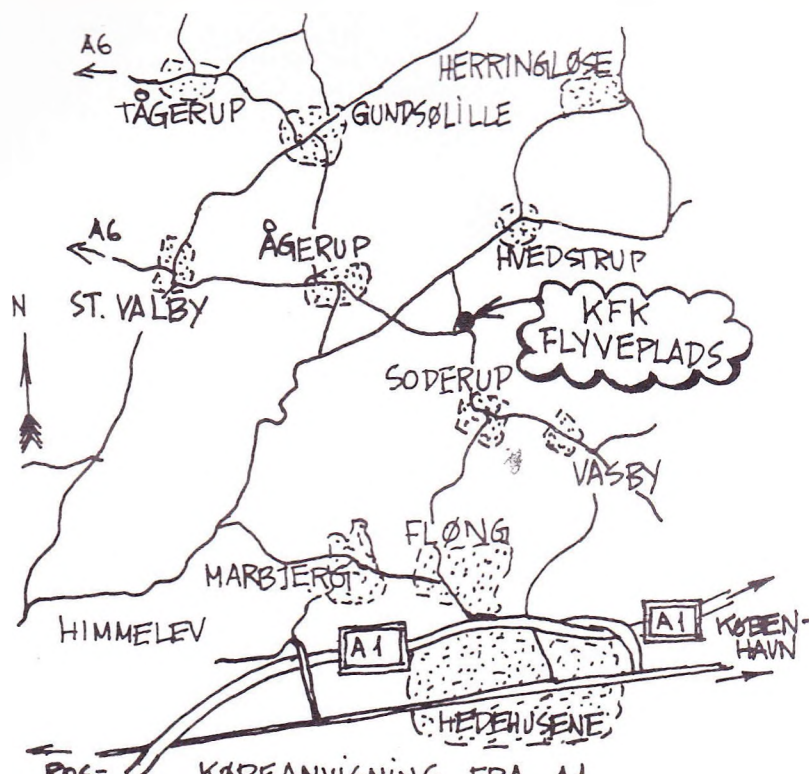 A6
TÅGERUP
HERRINGLØSE
GUNDSØLILLE
A6
ÅGERUP
HVEDSTRUP
ST. VALBY
N
KFK
FLYVEPLADS
SODERUP
VASBY
FLØNG
MARBJERG
HIMMELEV
A1
A1
KØBEN-
HAVN
HEDEHUSENE
ROS-
KØREANVISNING FRA A1